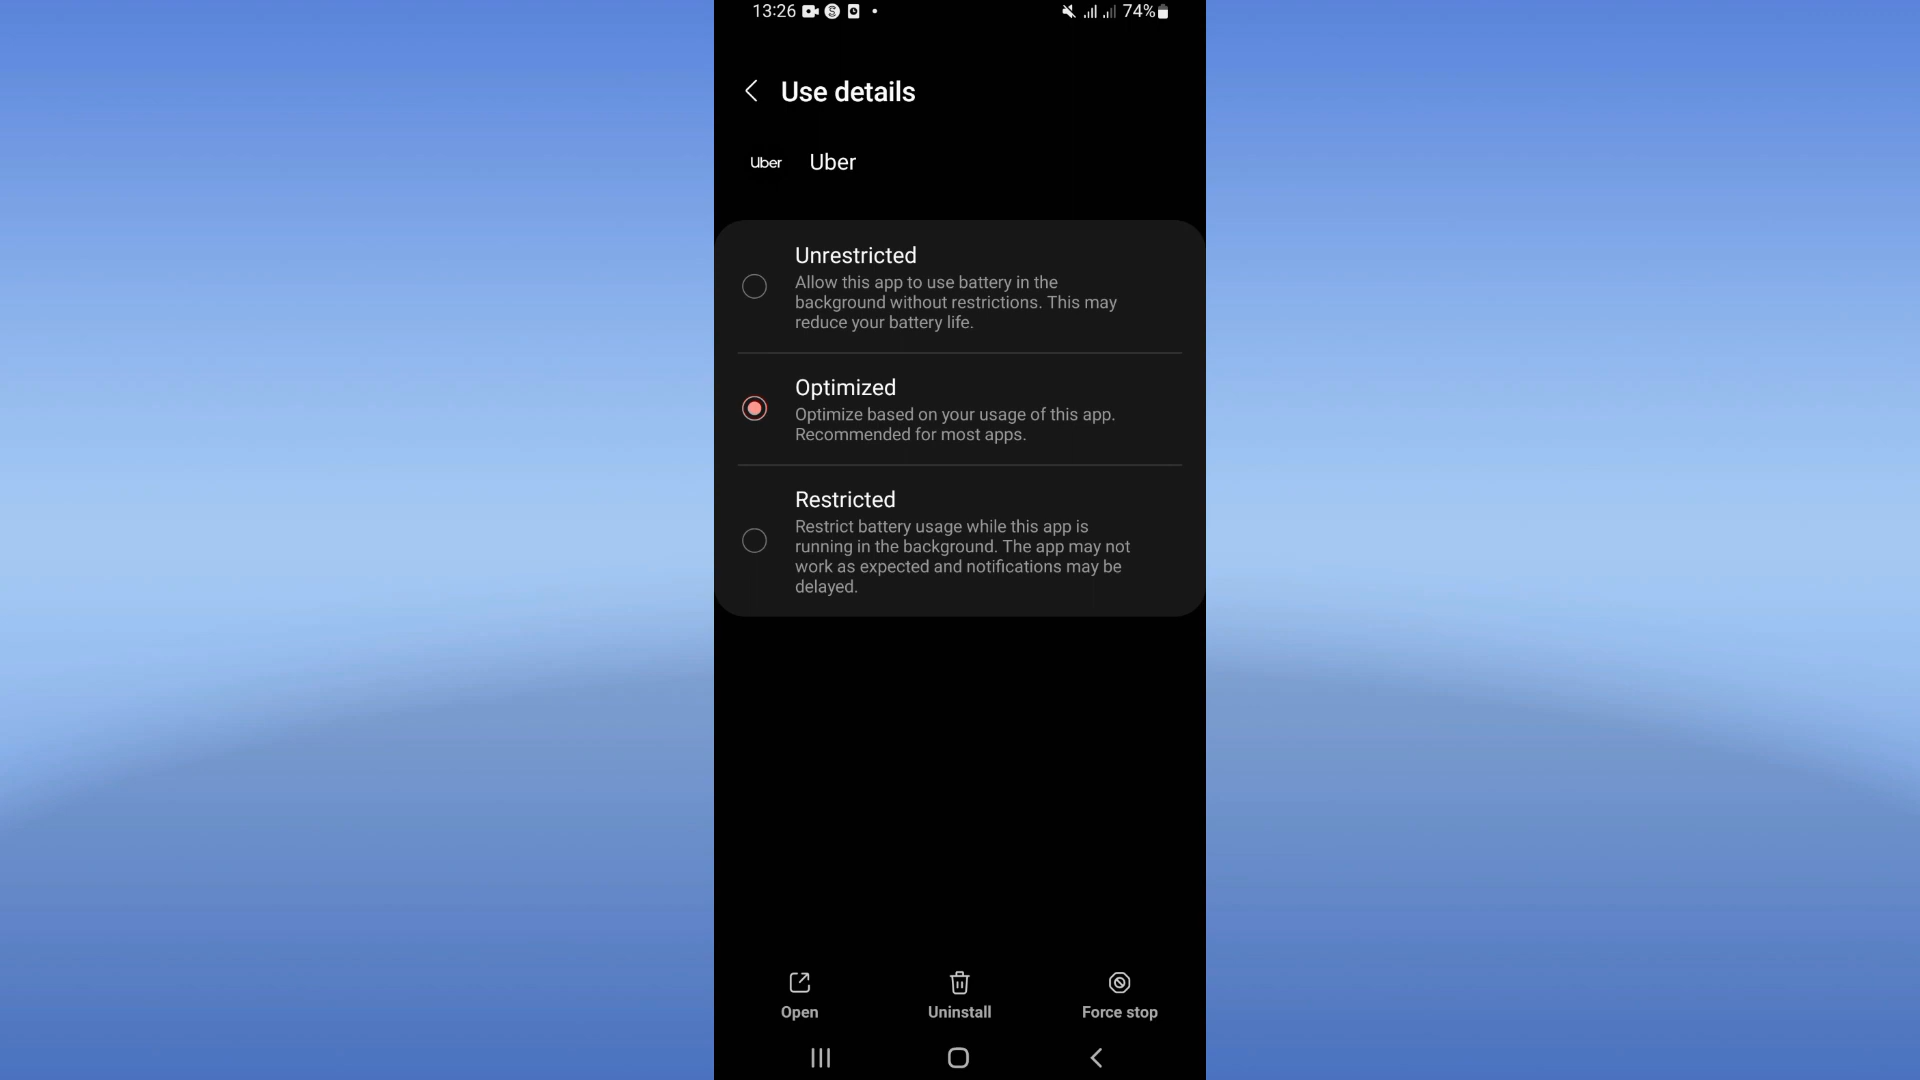 13:26
74%
Use details
Uber Uber
Unrestricted
Allow this app to use battery in the
background without restrictions. This may
reduce your battery life.
Optimized
Optimize based on your usage of this app.
Recommended for most apps.
Restricted
Restrict battery usage while this app is
running in the background. The app may not
work as expected and notifications may be
delayed.
Open
Uninstall
Force stop